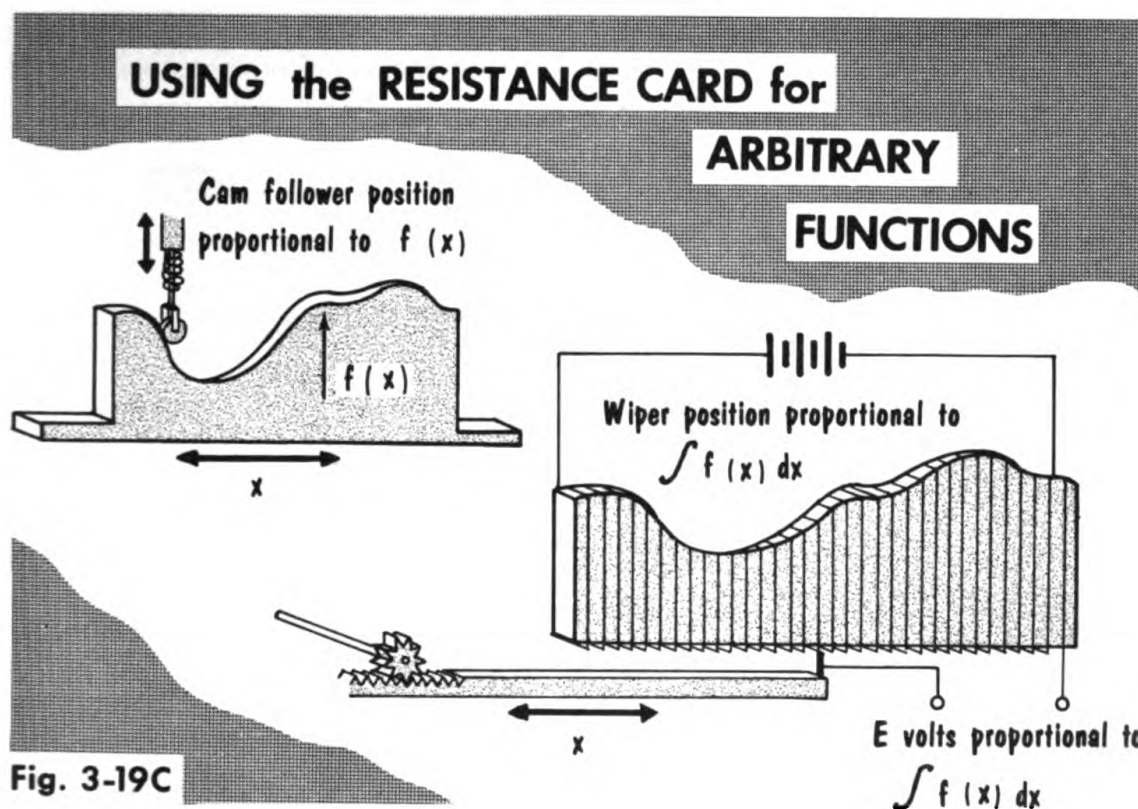 USING the RESISTANCE CARD for
ARBITRARY
FUNCTIONS
Cam follower position
proportional to f (x)
f (x)
x
Wiper position proportional to
∫ f (x) dx
x
E volts proportional to
∫ f (x) dx
Fig. 3-19C